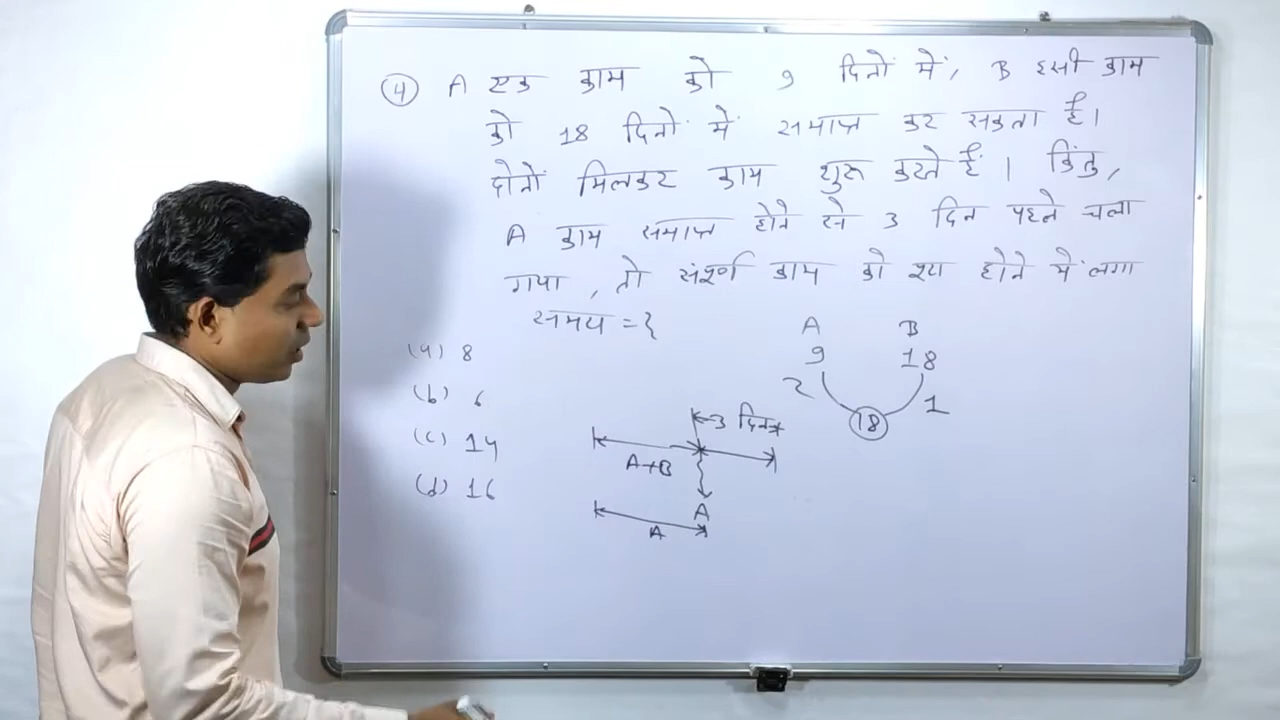 ④ A एक काम को 9 दिनों में, B इसी काम
को 18 दिनों में समाप्त कर सकता है।
दोनों मिलकर काम शुरू करते हैं। किंतु,
A काम समाप्त होने से 3 दिन पहले चला
गया, तो संपूर्ण काम को पूरा होने में लगा
समय = ?
(a) 8
(b) 6
(c) 14
(d) 16
A B
9 18
2 1
18
3 दिन
A+B
A
A